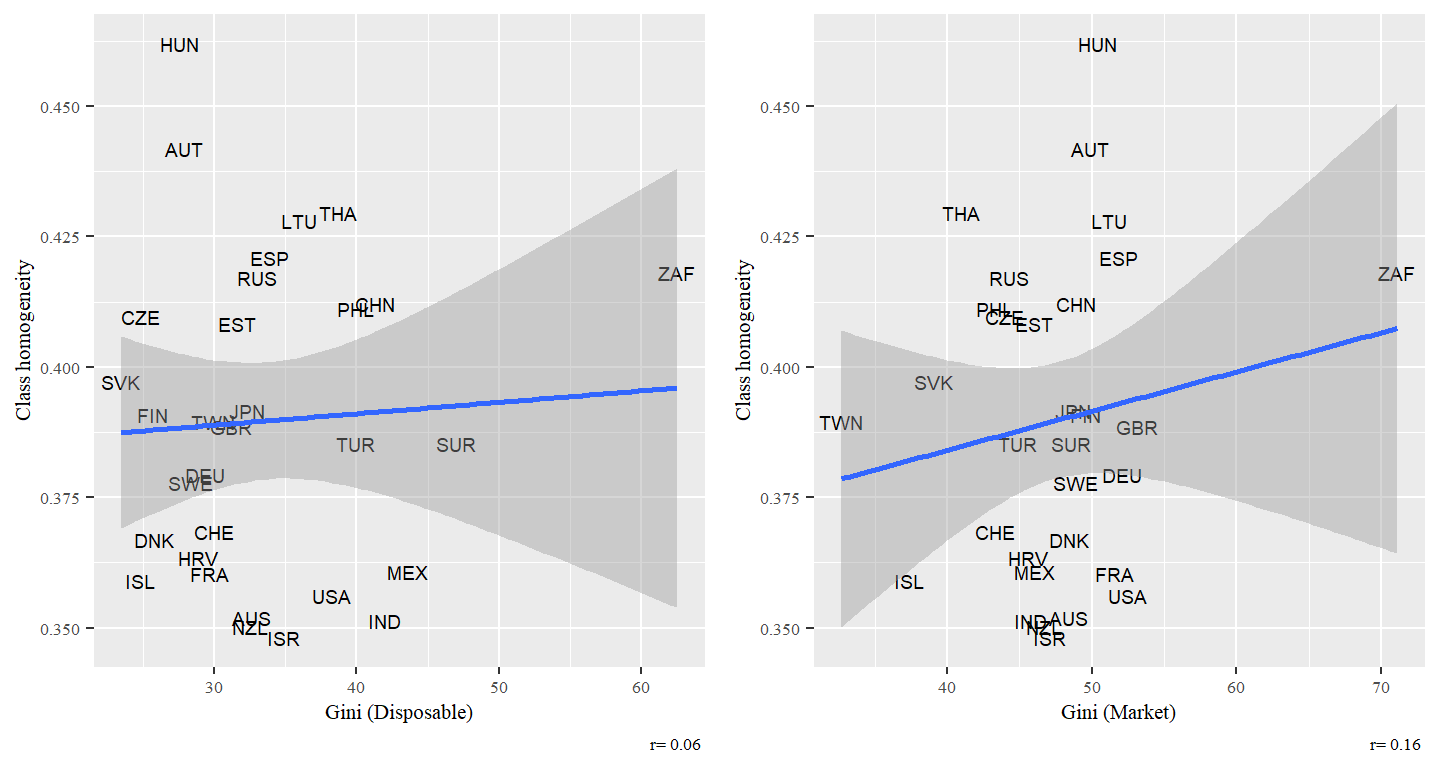 Class homogeneity
0.450
0.425
0.400
0.375
0.350
HUN
AUT
THA
LTU
ESP
RUS
ZAF
CHN
PHL
CZE
EST
SVK
JPN
FIN
TWN
GBR
TUR
SUR
DEU
SWE
CHE
DNK
HRV
MEX
FRA
ISL
USA
AUS
IND
NZL
ISR
30 40 50 60
Gini (Disposable)
r= 0.06
Class homogeneity
0.450
0.425
0.400
0.375
0.350
HUN
AUT
THA
LTU
ESP
RUS
ZAF
CHN
PHL
CZE
EST
SVK
JPN
FIN
TWN
GBR
TUR
SUR
DEU
SWE
CHE
DNK
HRV
MEX
FRA
ISL
USA
AUS
IND
NZL
ISR
40 50 60 70
Gini (Market)
r= 0.16